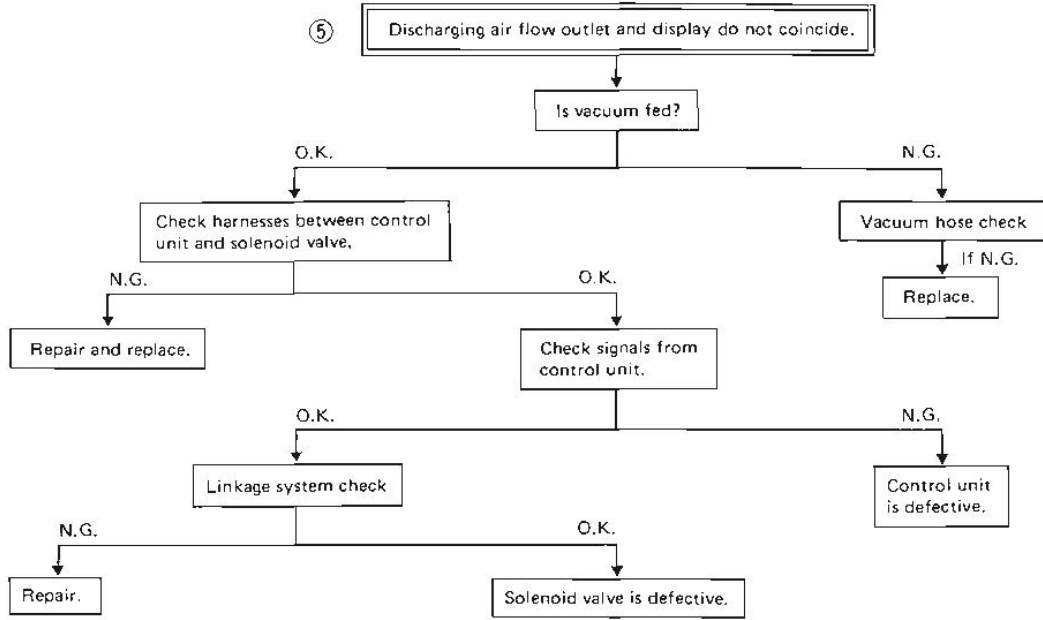 ⑤
Discharging air flow outlet and display do not coincide.
Is vacuum fed?
O.K.
N.G.
Check harnesses between control
unit and solenoid valve.
Vacuum hose check
If N.G.
N.G.
O.K.
Replace.
Repair and replace.
Check signals from
control unit.
O.K.
N.G.
Linkage system check
Control unit
is defective.
N.G.
O.K.
Repair.
Solenoid valve is defective.